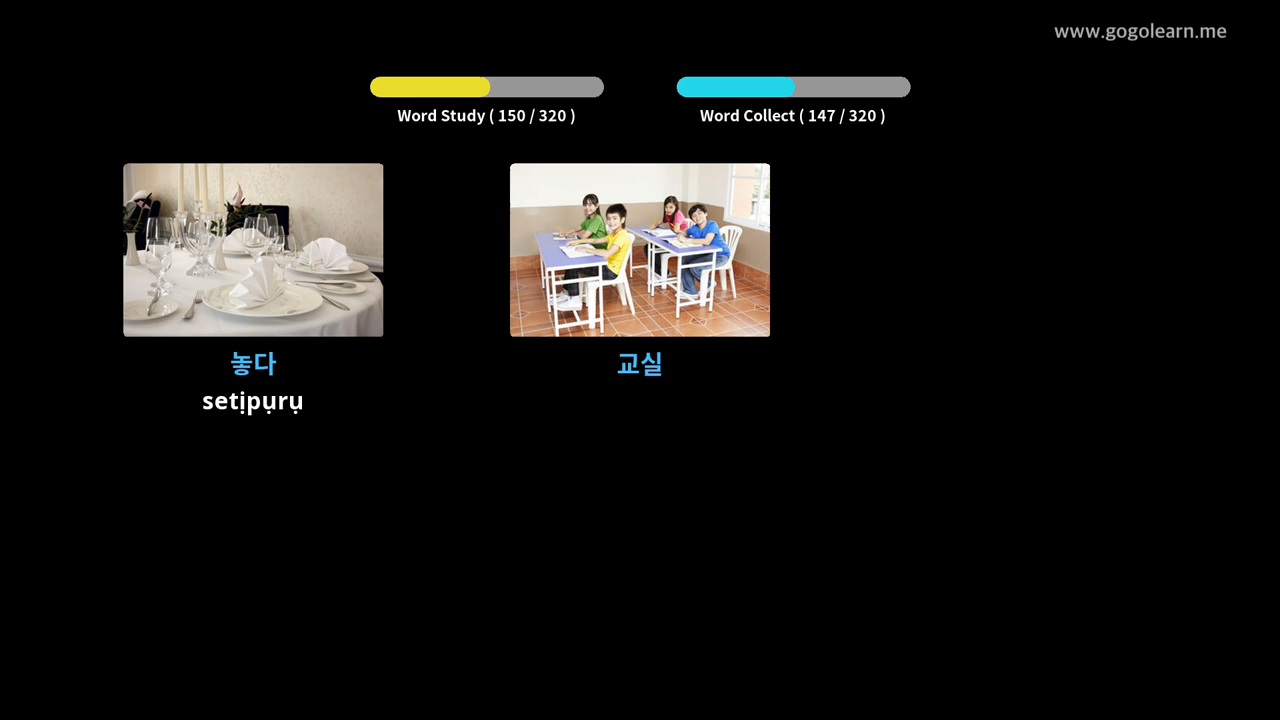 www.gogolearn.me
Word Study ( 150 / 320 )
Word Collect ( 147 / 320 )
놓다
setịpụrụ
교실